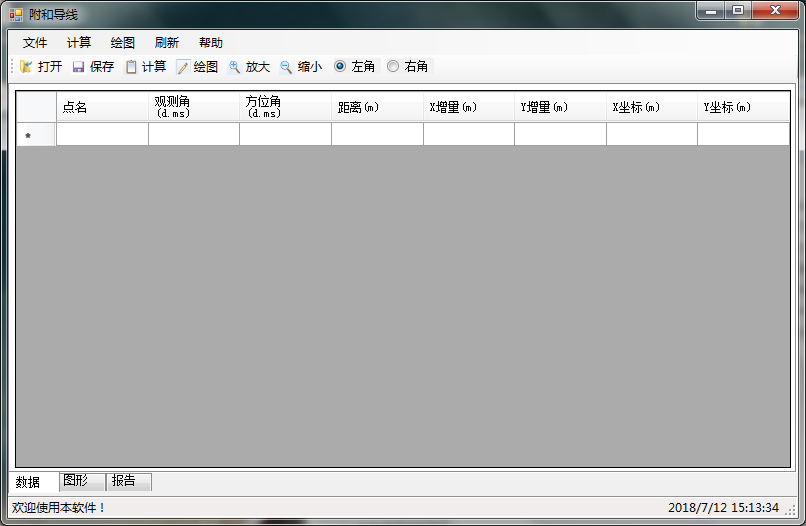 附和导线
文件 计算 绘图 刷新 帮助
打开 保存 计算 绘图 放大 缩小 左角 右角
点名 观测角 (d.ms) 方位角 (d.ms) 距离(m) X增量(m) Y增量(m) X坐标(m) Y坐标(m)
*
数据 图形 报告
欢迎使用本软件！ 2018/7/12 15:13:34